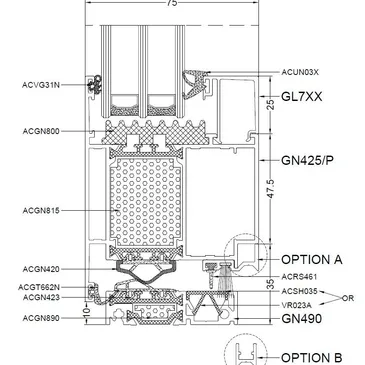 75
ACUN03X
ACVG31N
GL7XX
25
ACGN800
GN425/P
47.5
ACGN815
OPTION A
ACGN420
ACRS461
ACGT662N
ACSH035
35
OR
ACGN423
VR023A
10
ACGN890
GN490
OPTION B